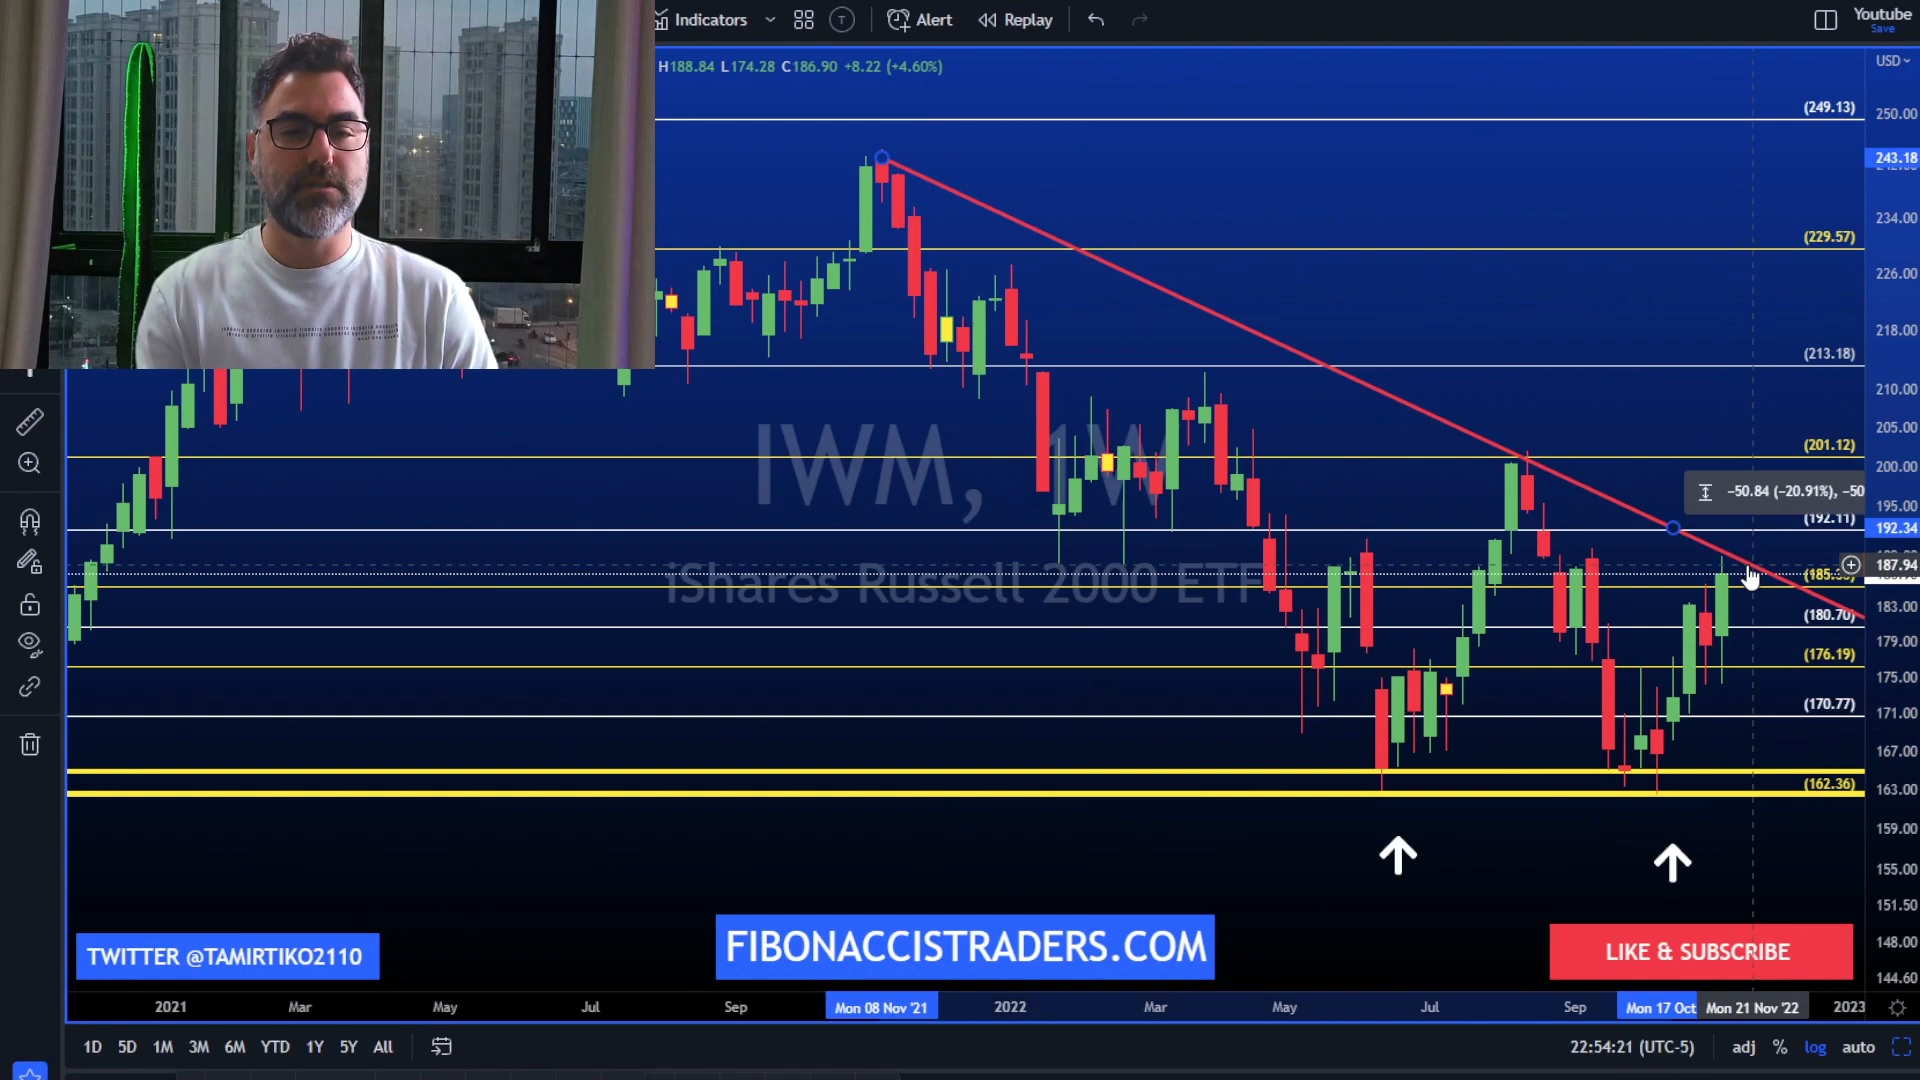 Indicators
T
Alert
Replay
Youtube
Save
H188.84 L174.28 C186.90 +8.22 (+4.60%)
USD
(249.13)
250.00
243.18
(229.57)
234.00
226.00
218.00
(213.18)
210.00
205.00
(201.12)
200.00
IWM, 1W
−50.84 (−20.91%), −50
195.00
(192.11)
192.34
iShares Russell 2000 ETF
187.94
183.00
(180.70)
179.00
(176.19)
175.00
(170.77)
171.00
167.00
(162.36)
163.00
159.00
155.00
151.50
148.00
144.60
TWITTER @TAMIRTIKO2110
FIBONACCISTRADERS.COM
LIKE & SUBSCRIBE
2021 Mar May Jul Sep Mon 08 Nov '21 2022 Mar May Jul Sep Mon 17 Oct Mon 21 Nov '22 2023
1D 5D 1M 3M 6M YTD 1Y 5Y All
22:54:21 (UTC-5) adj % log auto